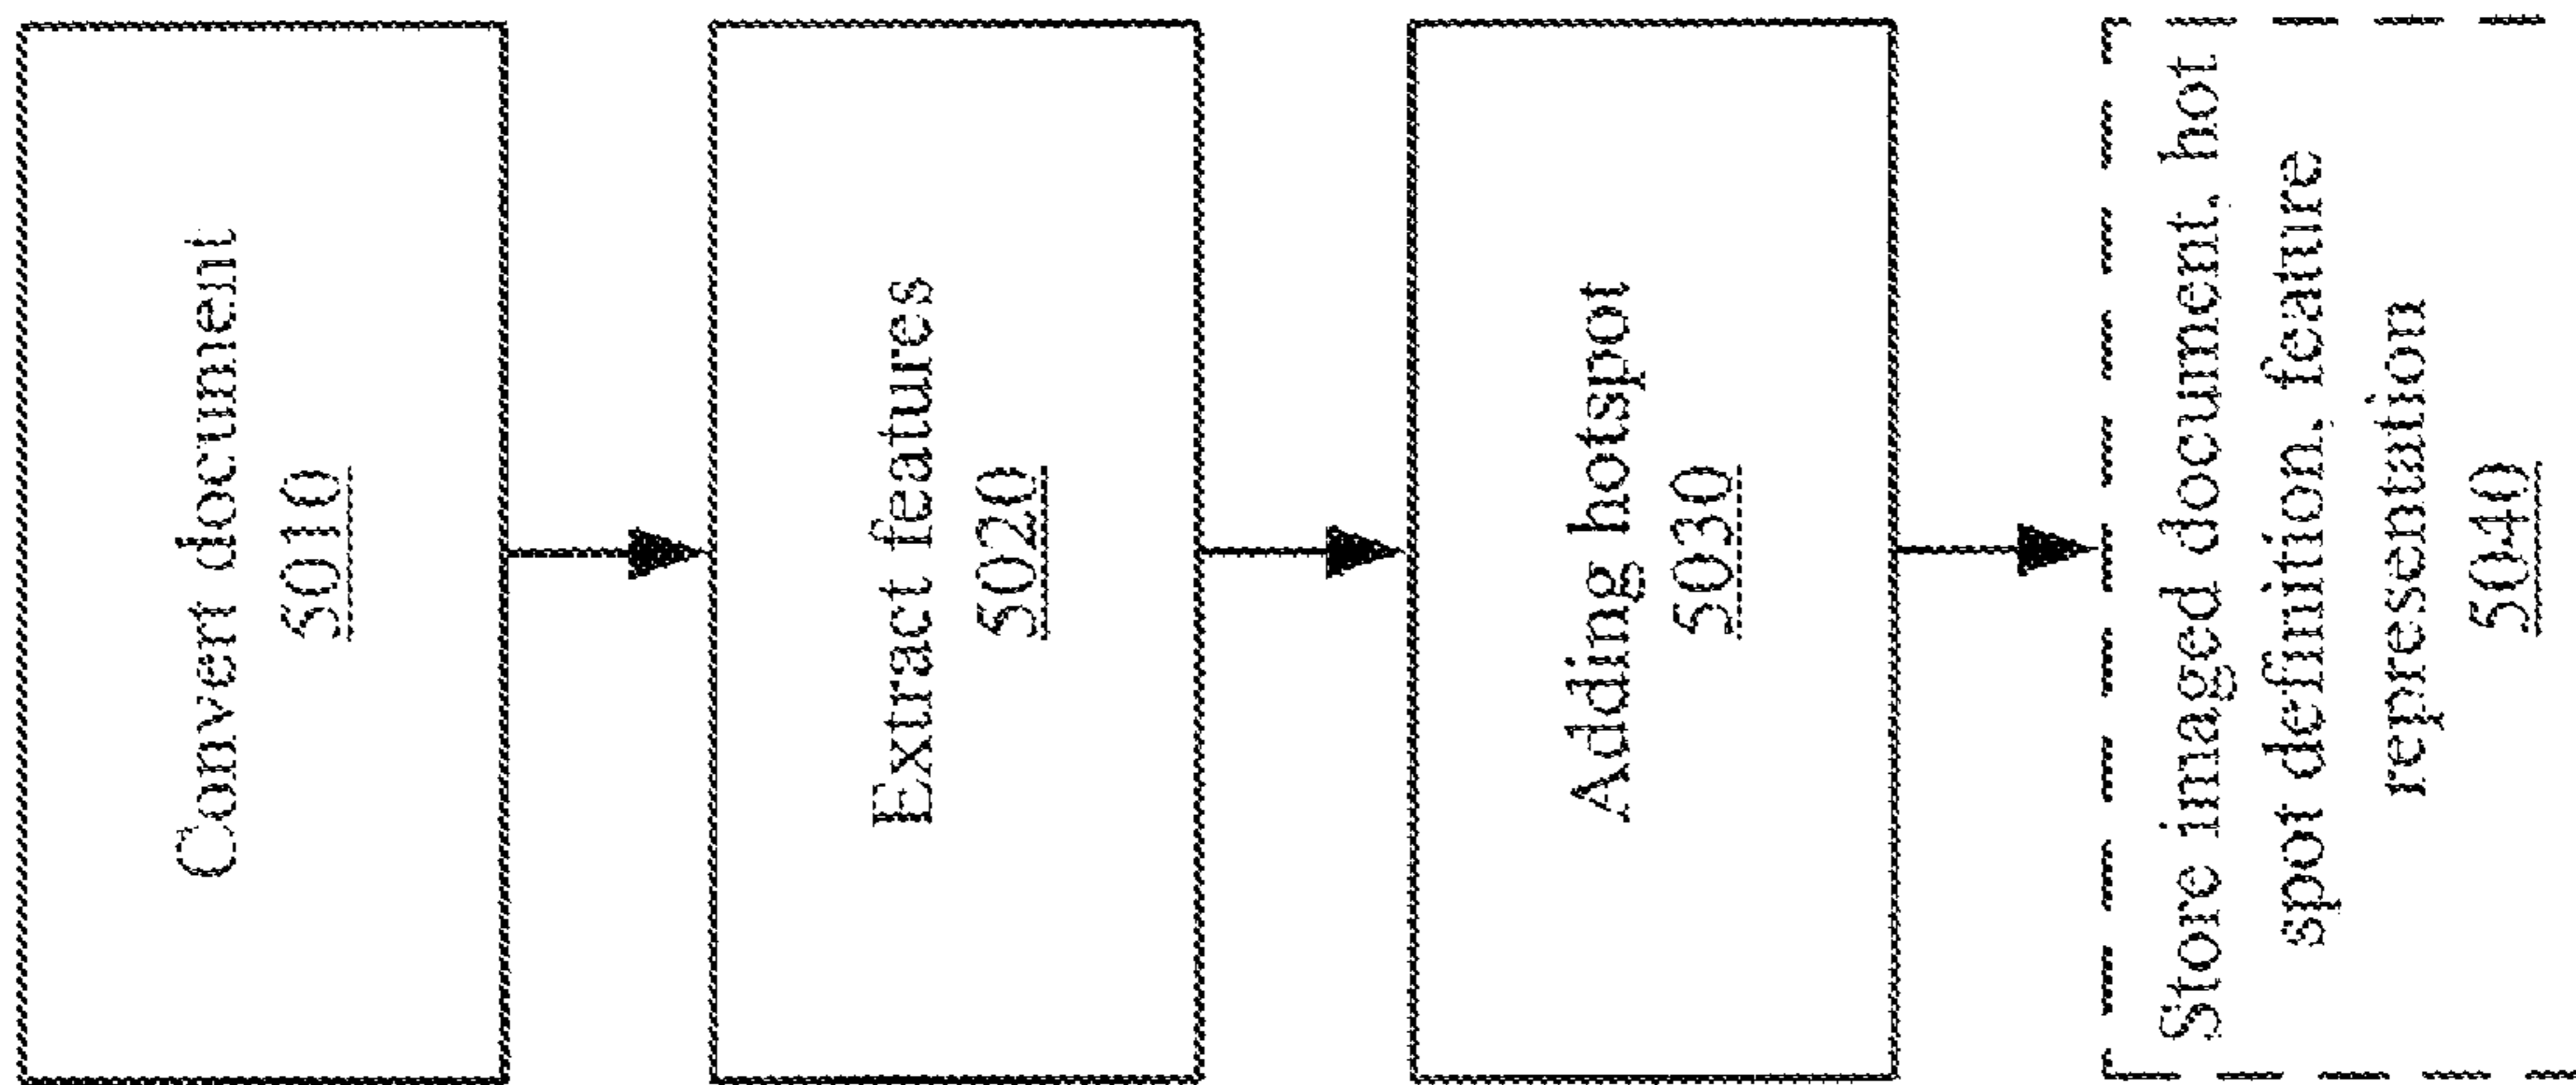 Convert document
5010
Extract features
5020
Adding hotspot
5030
Store imaged document, hot
spot definition, feature
representation
5040